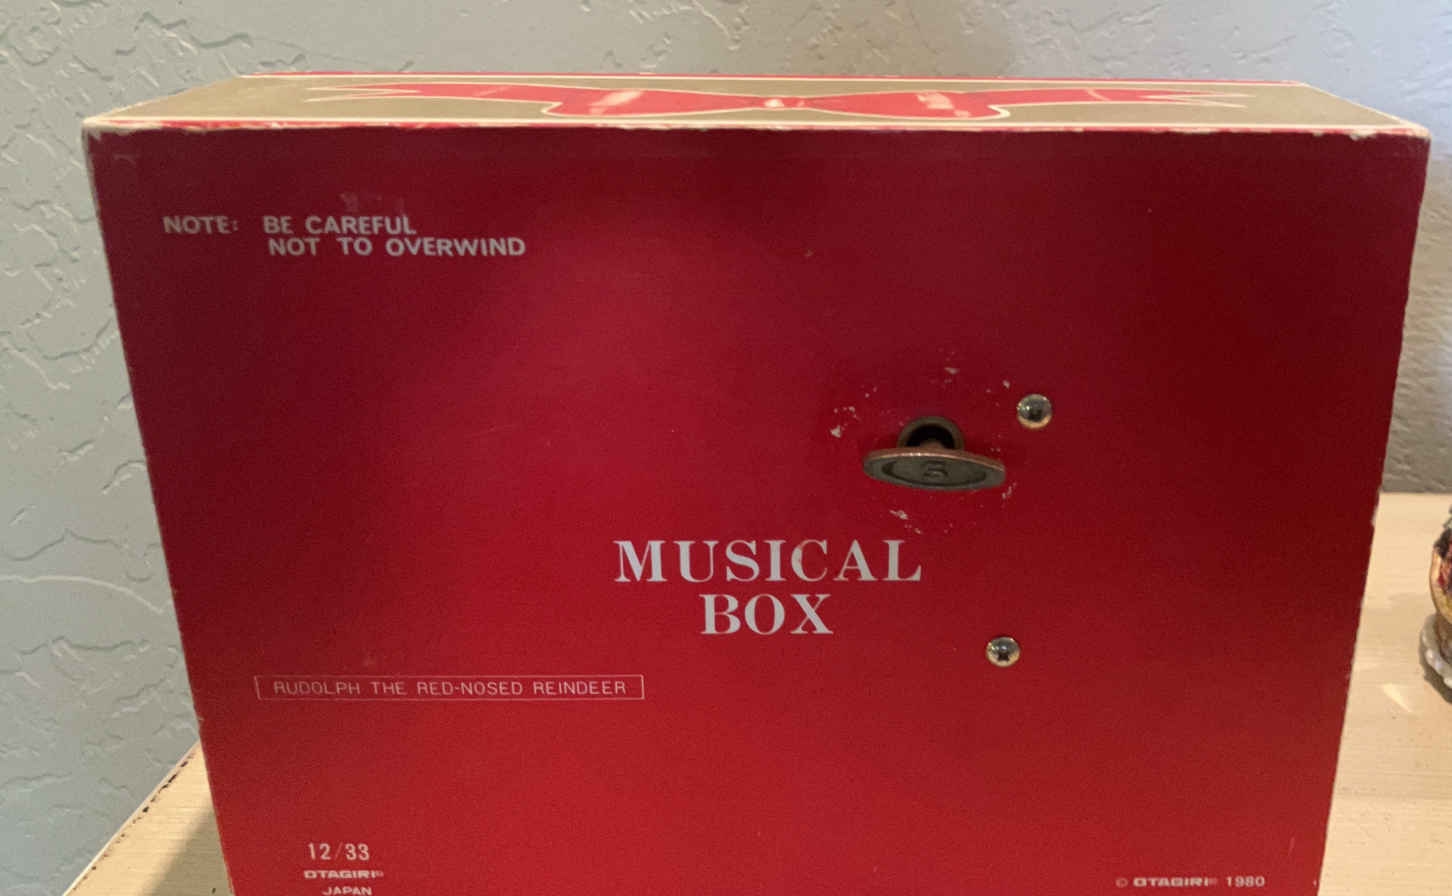 NOTE: BE CAREFUL
NOT TO OVERWIND
MUSICAL
BOX
RUDOLPH THE RED-NOSED REINDEER
12/33
OTAGIRI®
JAPAN
© OTAGIRI® 1980